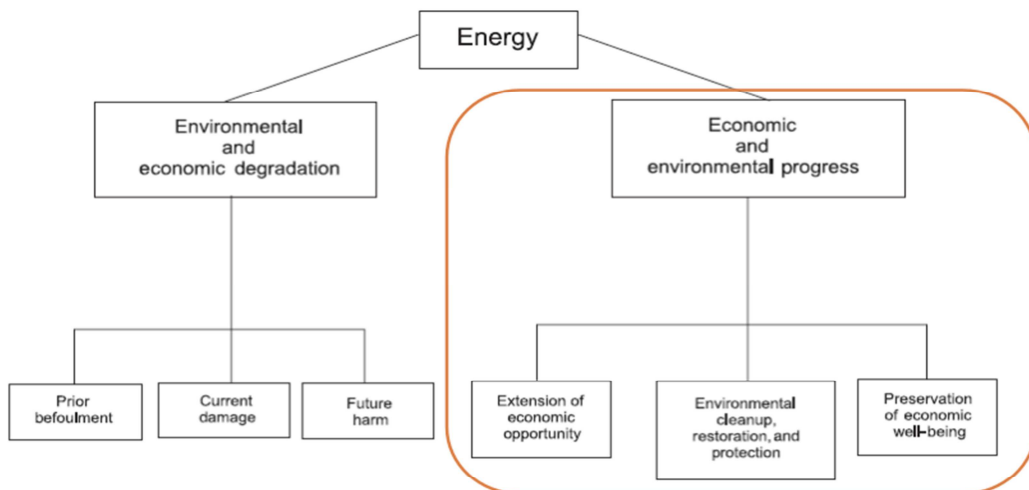 Energy
Environmental
and
economic degradation
Economic
and
environmental progress
Prior
befoulment
Current
damage
Future
harm
Extension of
economic
opportunity
Environmental
cleanup,
restoration, and
protection
Preservation
of economic
well-being